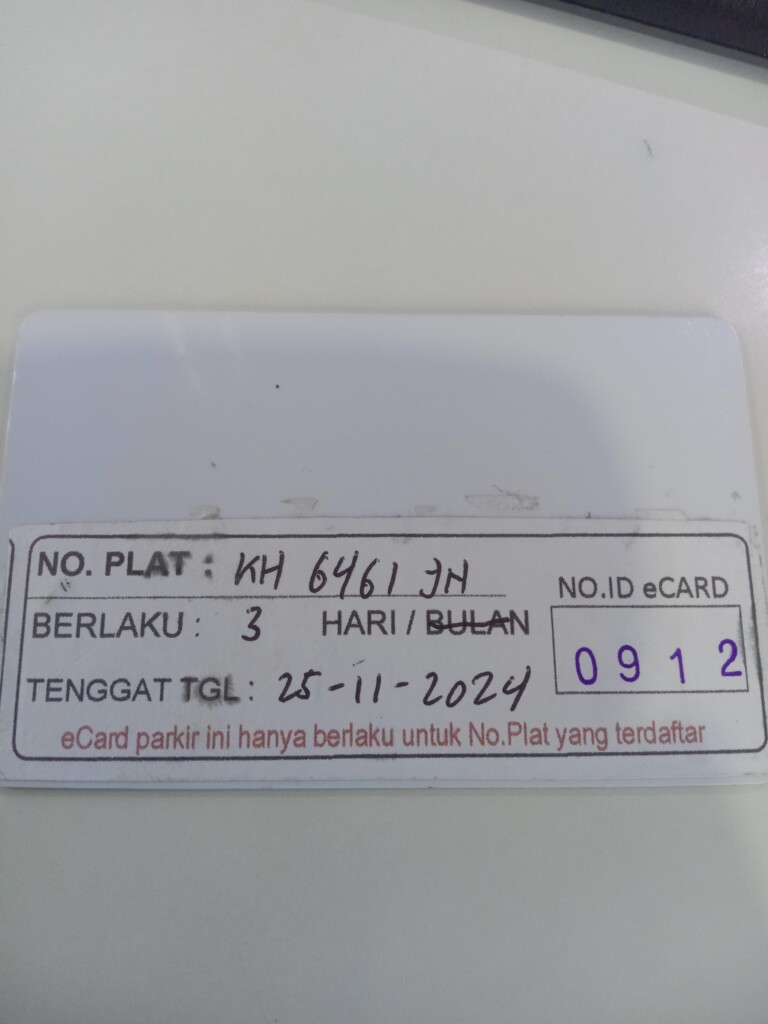 NO. PLAT : KH 6461 JH
BERLAKU : 3 HARI / BULAN
NO.ID eCARD
0912
TENGGAT TGL : 25-11-2024
eCard parkir ini hanya berlaku untuk No.Plat yang terdaftar